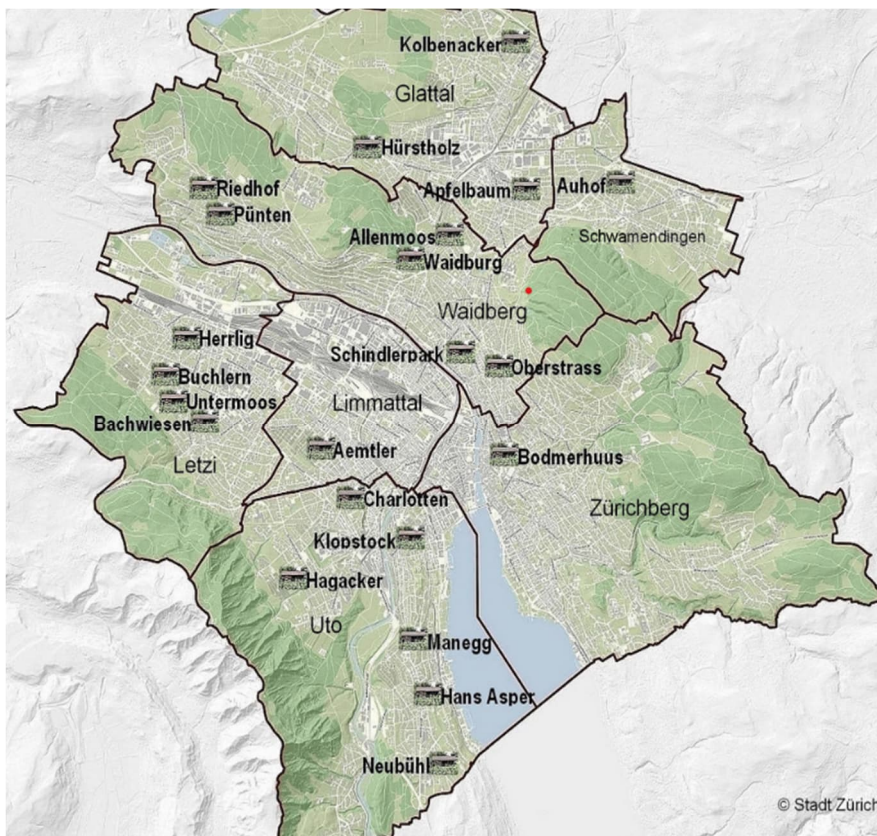 Kolbenacker
Glattal
Hürstholz
Riedhof
Apfelbaum
Auhof
Pünten
Allenmoos
Schwamendingen
Waidburg
Waidberg
Herrlig
Schindlerpark
Oberstrass
Buchlern
Untermoos
Limmattal
Bachwiesen
Aemtler
Bodmerhuus
Letzi
Charlotten
Zürichberg
Klopstock
Hagacker
Uto
Manegg
Hans Asper
Neubühl
© Stadt Zürich